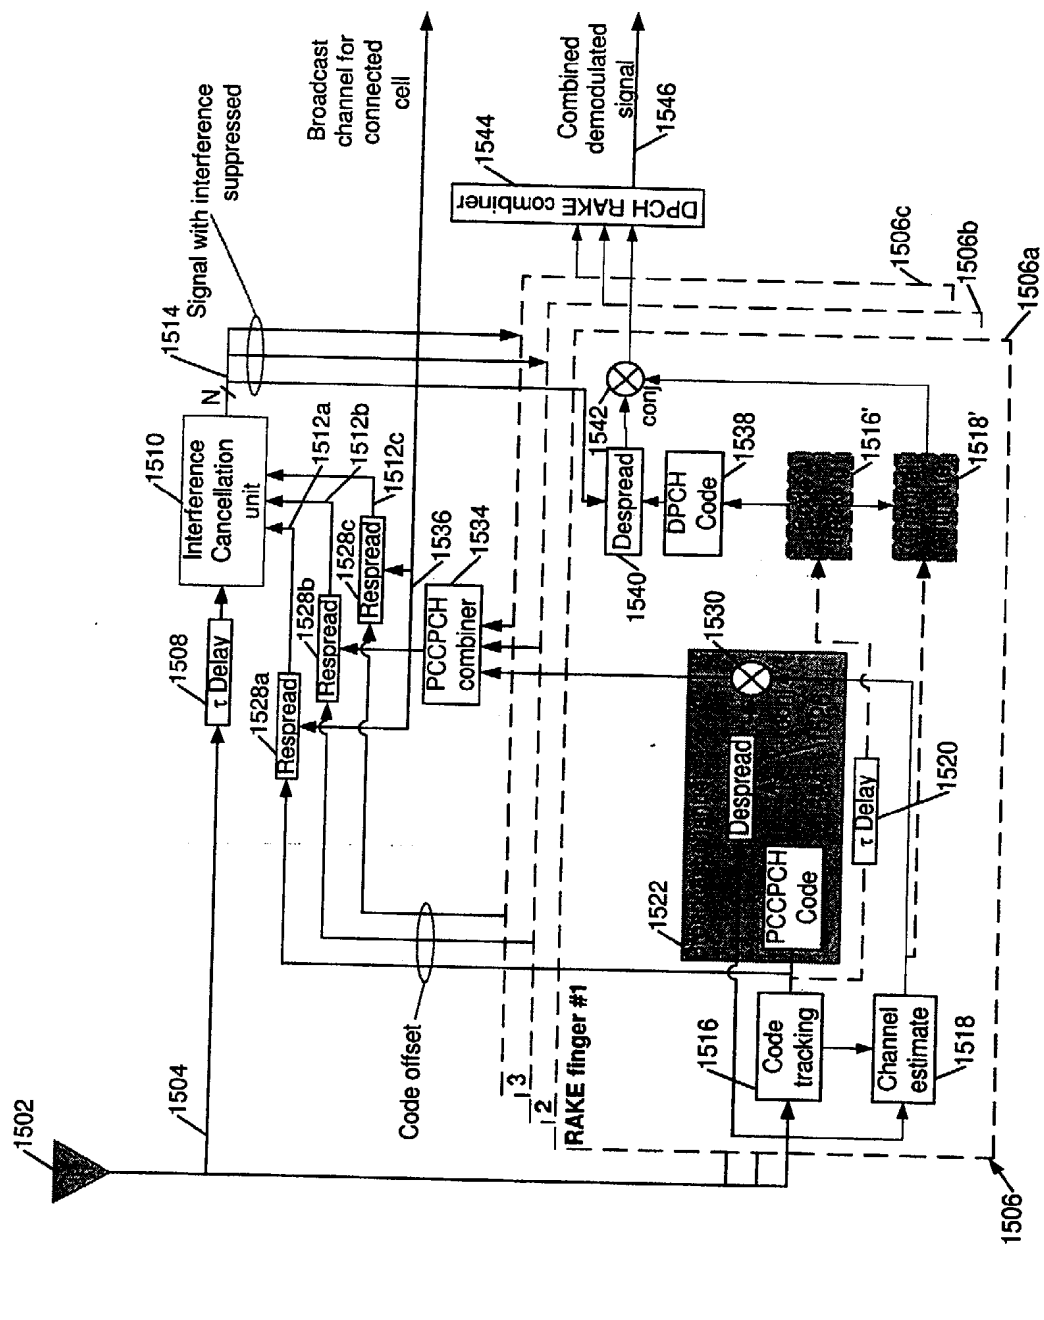 1502
1504
1508
τ Delay
1510
Interference
Cancellation
unit
N
1514
Signal with interference
suppressed
1512a
1512b
1512c
1528a
Respread
1528b
Respread
1528c
Respread
1536
1534
PCCPCH
combiner
Broadcast
channel for
connected
cell
Code offset
3
2
RAKE finger #1
1544
DPCH RAKE combiner
Combined
demodulated
signal
1546
1506c
1506b
1506a
1542
conj
Despread
1540
DPCH
Code
1538
1516'
1518'
1522
Despread
1530
PCCPCH
Code
τ Delay
1520
1516
Code
tracking
Channel
estimate
1518
1506